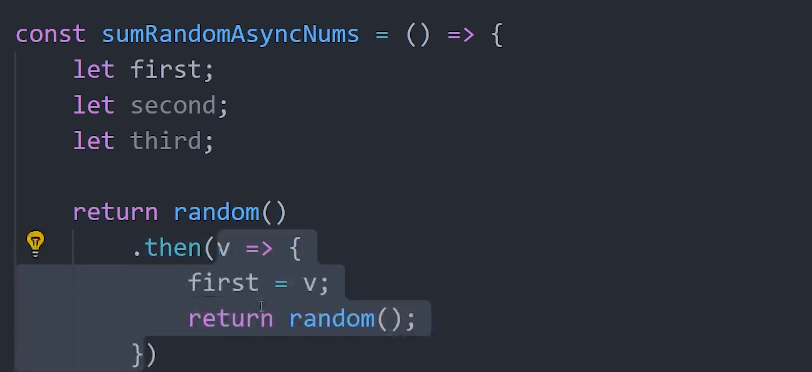 const sumRandomAsyncNums = () => {
    let first;
    let second;
    let third;

    return random()
        .then(v => {
            first = v;
            return random();
        })